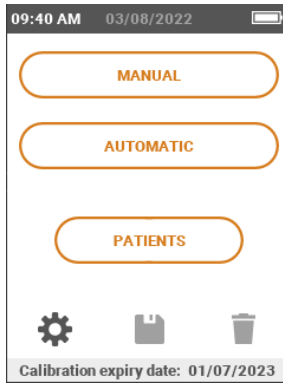 09:40 AM 03/08/2022
MANUAL
AUTOMATIC
PATIENTS
Calibration expiry date: 01/07/2023